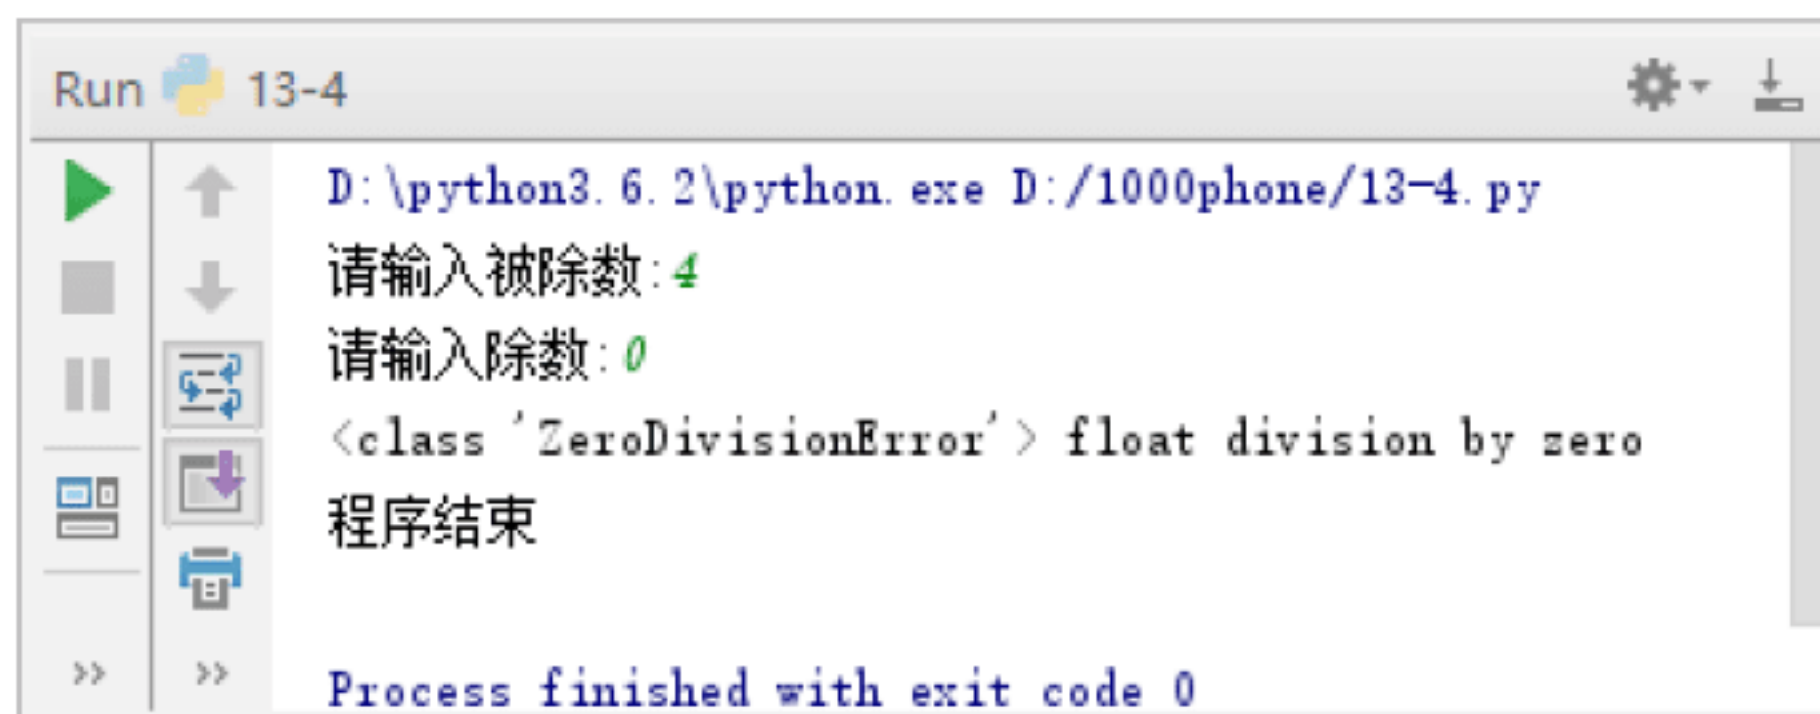 Run 13-4
D:\python3.6.2\python.exe D:/1000phone/13-4.py
请输入被除数:4
请输入除数:0
<class 'ZeroDivisionError'> float division by zero
程序结束
Process finished with exit code 0